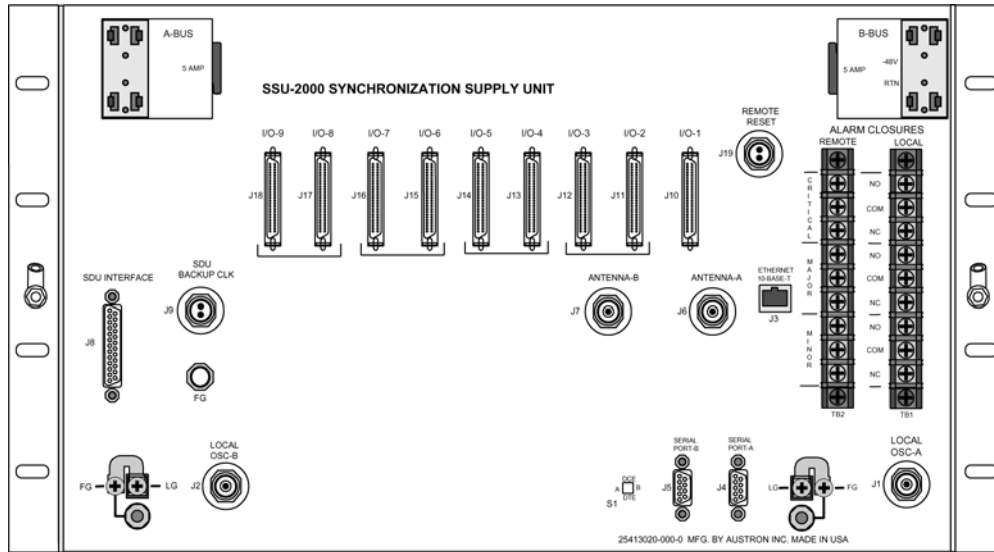 A-BUS
5 AMP
B-BUS
-48V
5 AMP
RTN
SSU-2000 SYNCHRONIZATION SUPPLY UNIT
REMOTE
RESET
J19
ALARM CLOSURES
REMOTE
LOCAL
I/O-9
I/O-8
I/O-7
I/O-6
I/O-5
I/O-4
I/O-3
I/O-2
I/O-1
J18
J17
J16
J15
J14
J13
J12
J11
J10
CRITICAL
NO
COM
NC
MAJOR
NO
COM
NC
MINOR
NO
COM
NC
TB2
TB1
SDU INTERFACE
J8
SDU
BACKUP CLK
J9
FG
ANTENNA-B
J7
ANTENNA-A
J6
ETHERNET
10-BASE-T
J3
FG
LG
LOCAL
OSC-B
J2
DCE
A B
DTE
S1
SERIAL
PORT-B
J5
SERIAL
PORT-A
J4
LG
FG
LOCAL
OSC-A
J1
25413020-000-0 MFG. BY AUSTRON INC. MADE IN USA